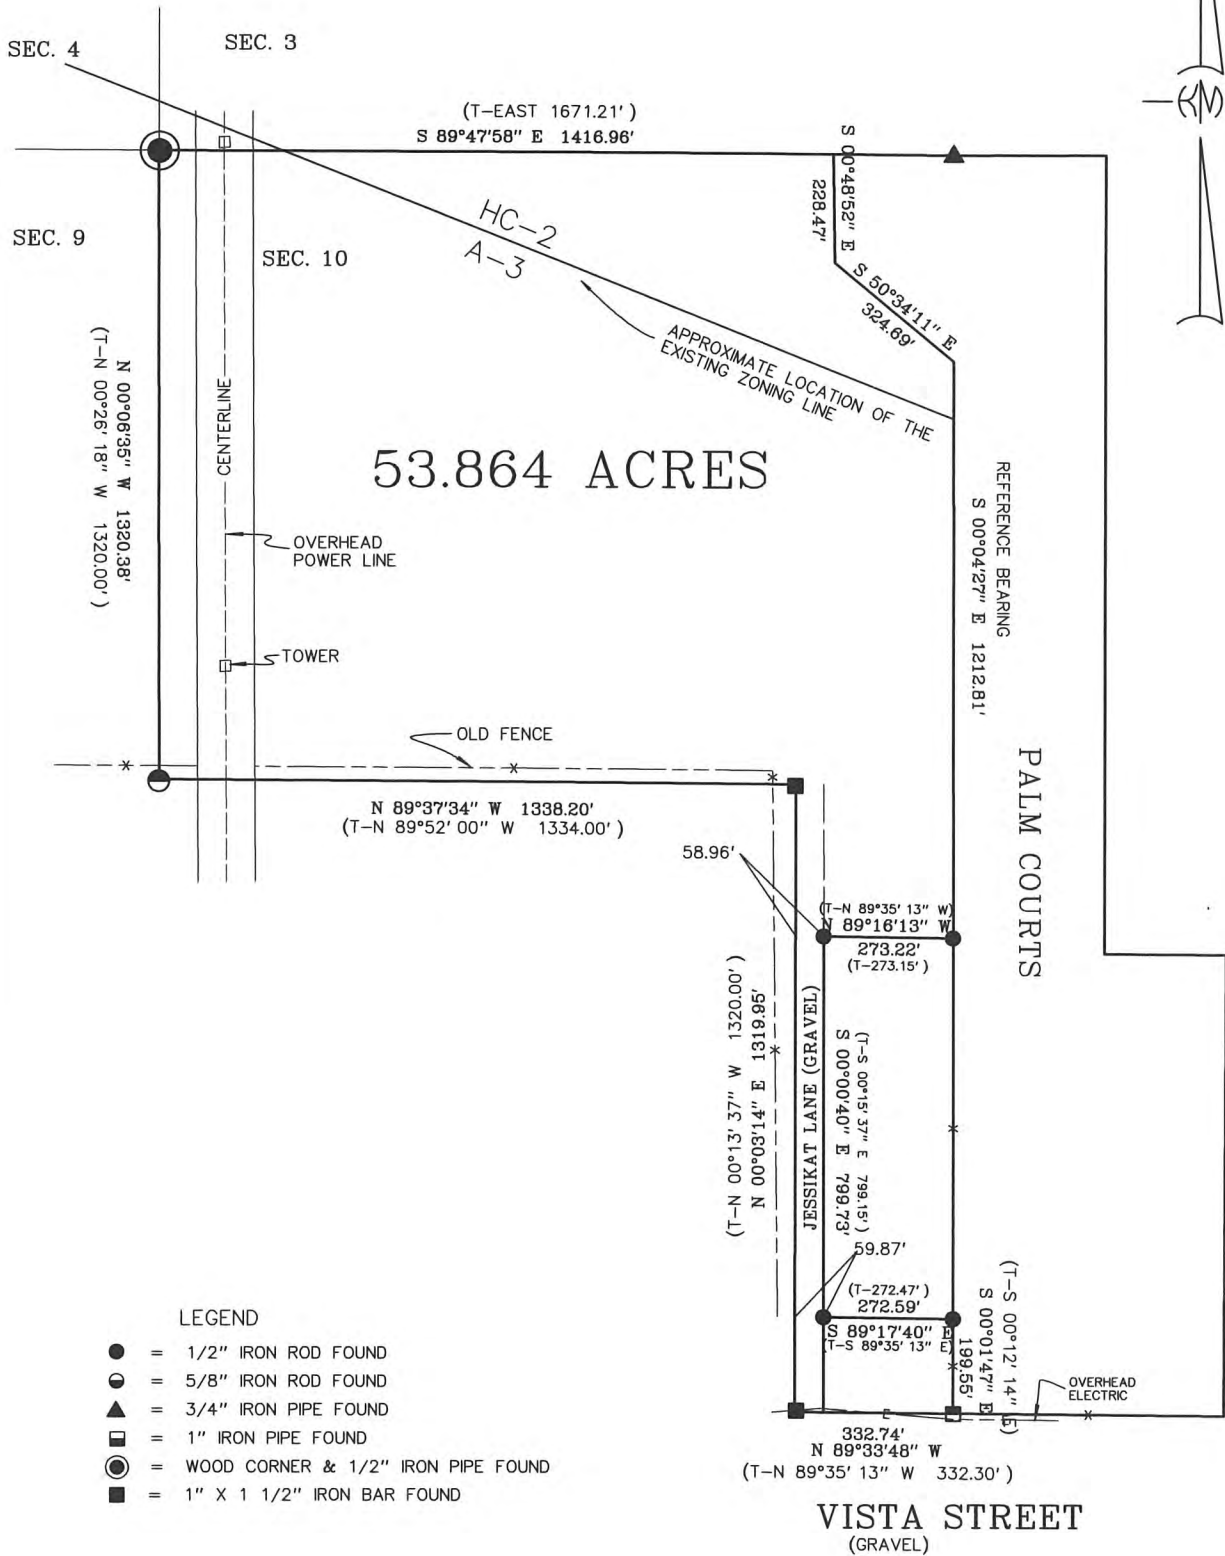 SEC. 4
SEC. 3
(T-EAST 1671.21')
S 89°47'58" E 1416.96'
KM
S 00°48'52" E
228.47'
SEC. 9
SEC. 10
HC-2
A-3
S 50°34'11" E
324.69'
APPROXIMATE LOCATION OF THE
EXISTING ZONING LINE
N 00°06'35" W 1320.38'
(T-N 00°26' 18" W 1320.00')
CENTERLINE
53.864 ACRES
REFERENCE BEARING
S 00°04'27" E 1212.81'
OVERHEAD
POWER LINE
TOWER
OLD FENCE
N 89°37'34" W 1338.20'
(T-N 89°52' 00" W 1334.00')
PALM COURTS
58.96'
(T-N 89°35' 13" W)
N 89°16'13" W
273.22'
(T-273.15')
(T-N 00°13' 37" W 1320.00')
N 00°03'14" E 1319.95'
JESSIKAT LANE (GRAVEL)
(T-S 00°15' 37" E 799.15')
S 00°00'40" E 799.73'
59.87'
(T-272.47')
272.59'
S 89°17'40" E
(T-S 89°35' 13" E)
(T-S 00°12' 14" E)
S 00°01'47" E
199.55'
OVERHEAD
ELECTRIC
332.74'
N 89°33'48" W
(T-N 89°35' 13" W 332.30')
VISTA STREET
(GRAVEL)
LEGEND
= 1/2" IRON ROD FOUND
= 5/8" IRON ROD FOUND
= 3/4" IRON PIPE FOUND
= 1" IRON PIPE FOUND
= WOOD CORNER & 1/2" IRON PIPE FOUND
= 1" X 1 1/2" IRON BAR FOUND